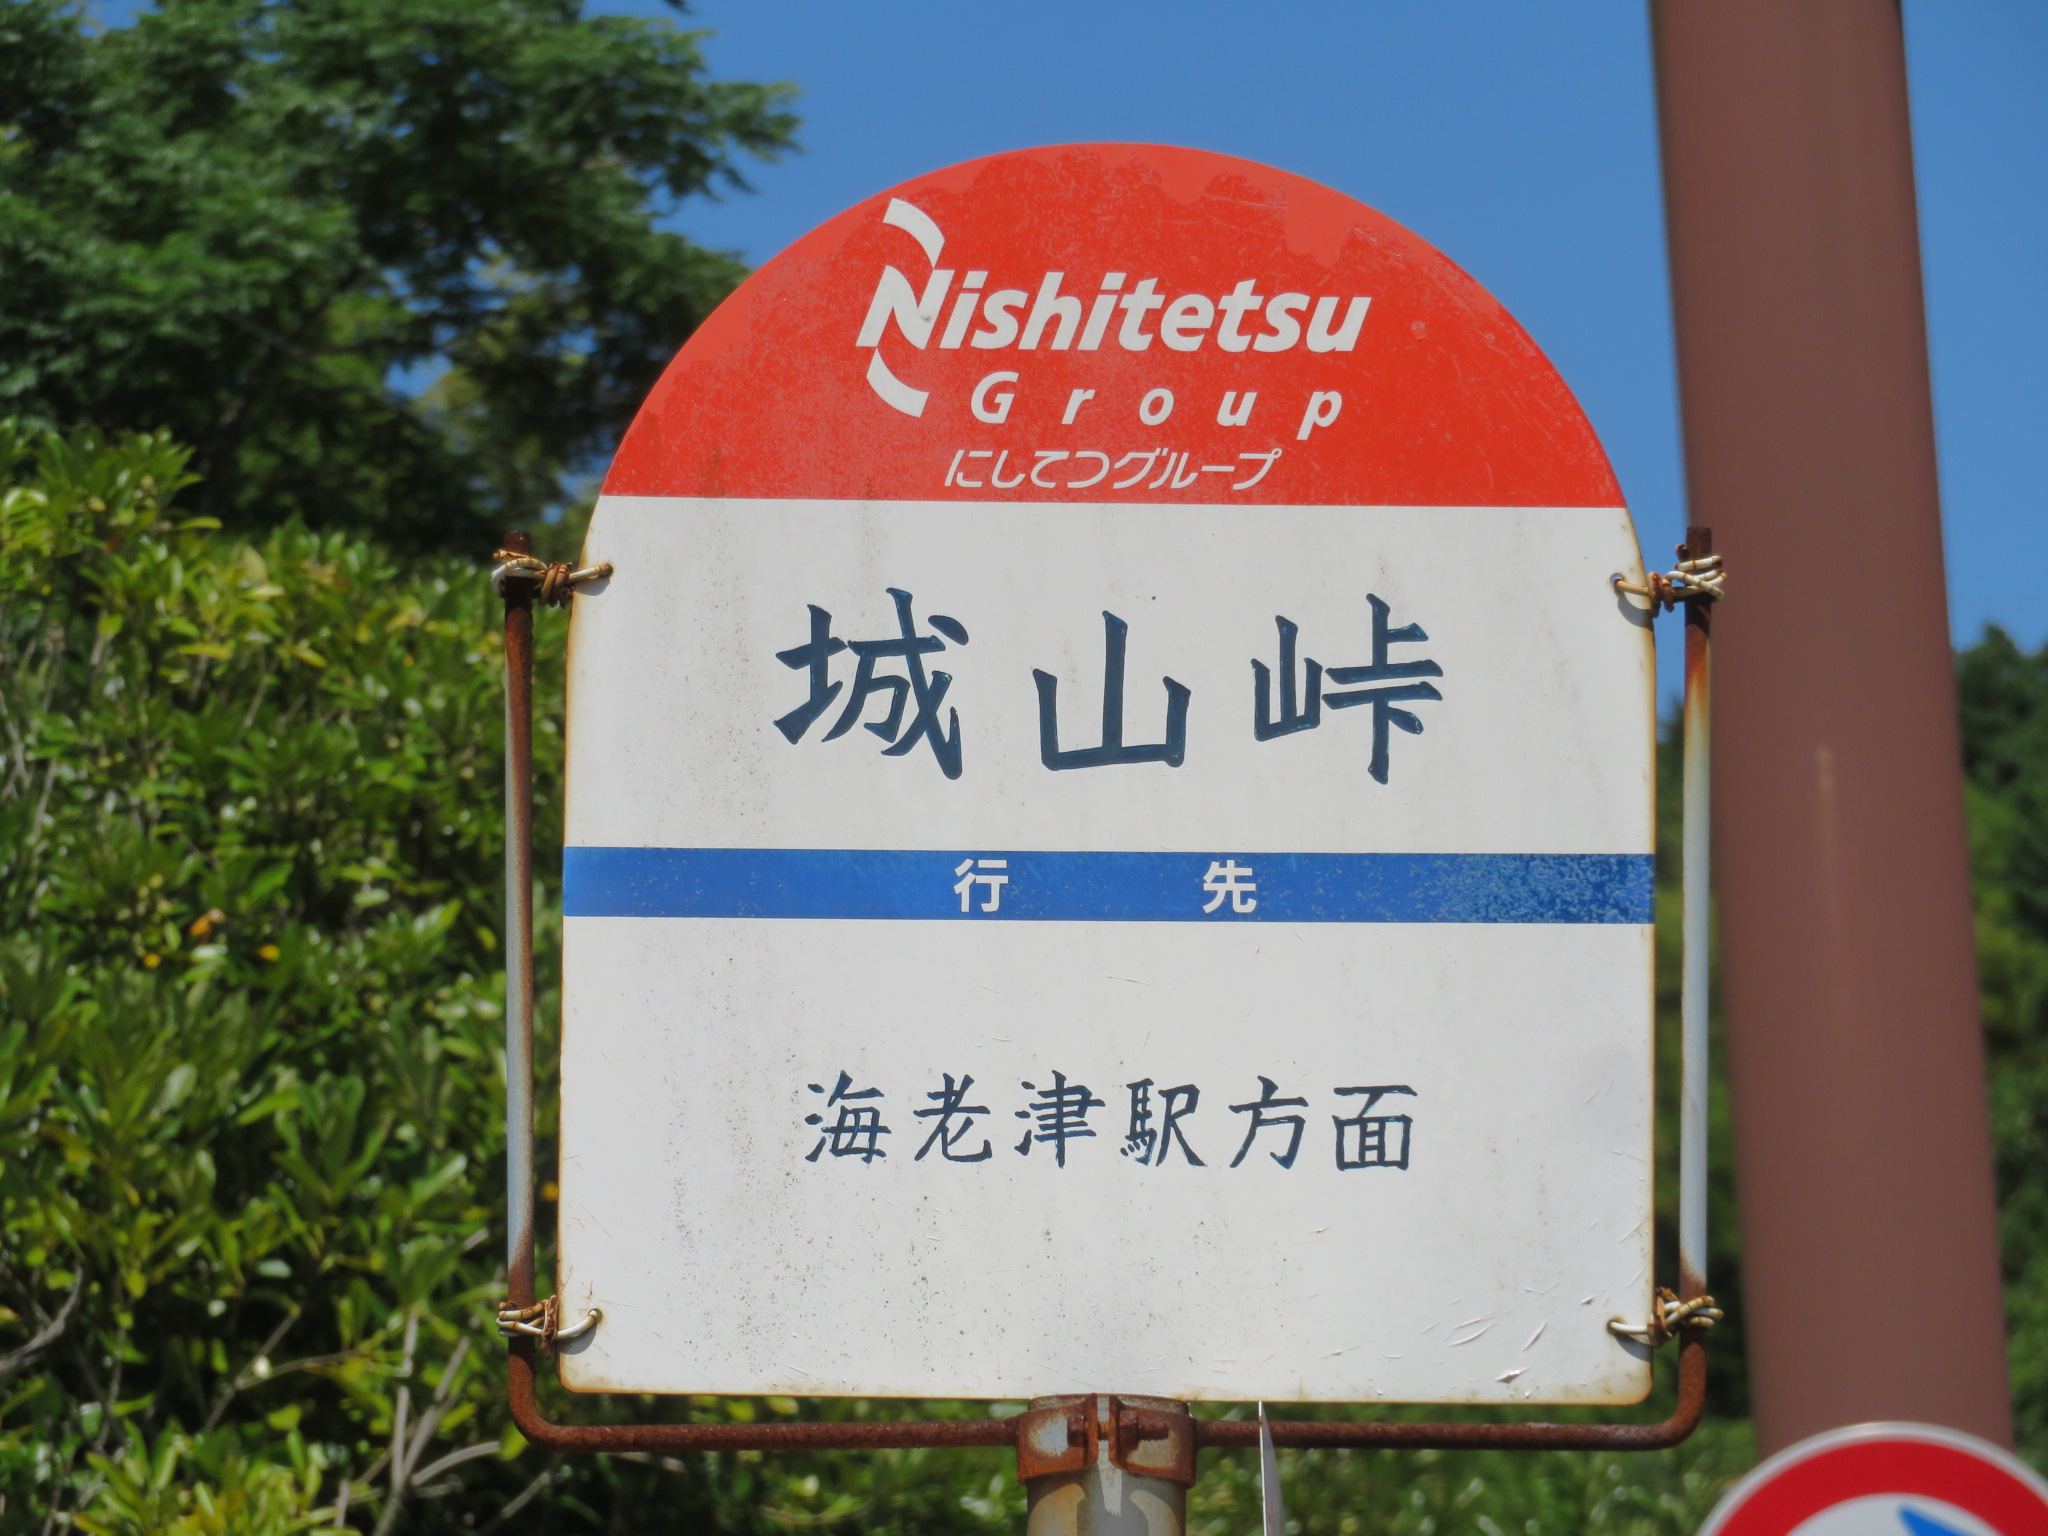 Nishitetsu
Group
にしてつグループ
城山峠
行先
海老津駅方面